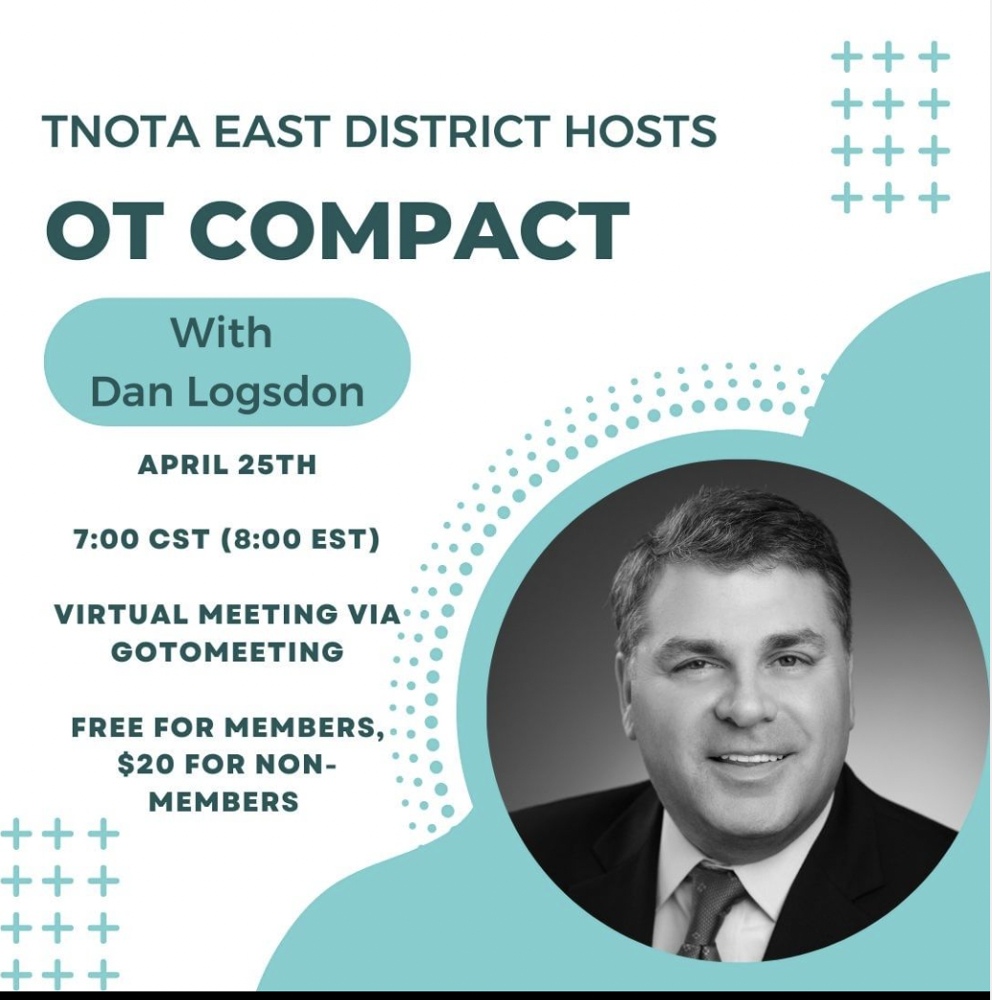 TNOTA EAST DISTRICT HOSTS
OT COMPACT
With
Dan Logsdon
APRIL 25TH
7:00 CST (8:00 EST)
VIRTUAL MEETING VIA
GOTOMEETING
FREE FOR MEMBERS,
$20 FOR NON-
MEMBERS